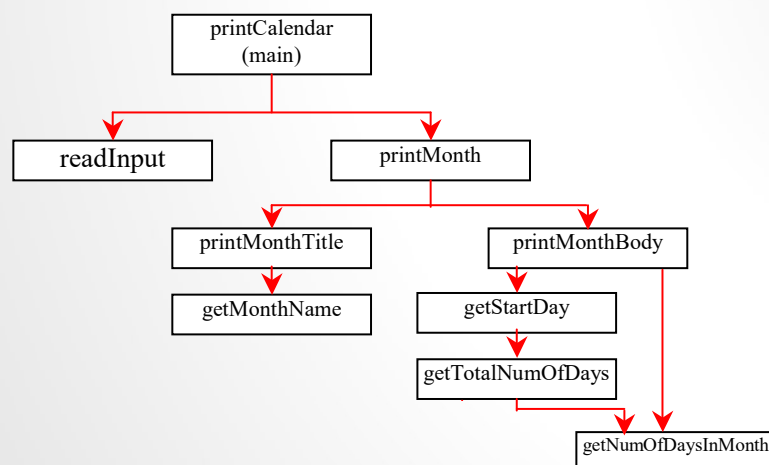 printCalendar
(main)
readInput
printMonth
printMonthTitle
printMonthBody
getMonthName
getStartDay
getTotalNumOfDays
getNumOfDaysInMonth